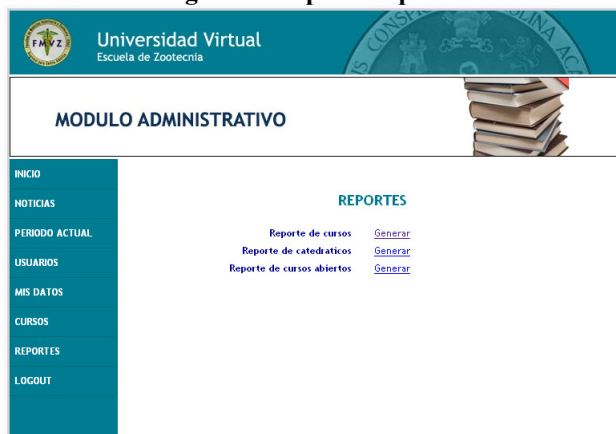 FMVZ
Universidad Virtual
Escuela de Zootecnia
MODULO ADMINISTRATIVO
INICIO
NOTICIAS
PERIODO ACTUAL
USUARIOS
MIS DATOS
CURSOS
REPORTES
LOGOUT
REPORTES
Reporte de cursos Generar
Reporte de catedraticos Generar
Reporte de cursos abiertos Generar